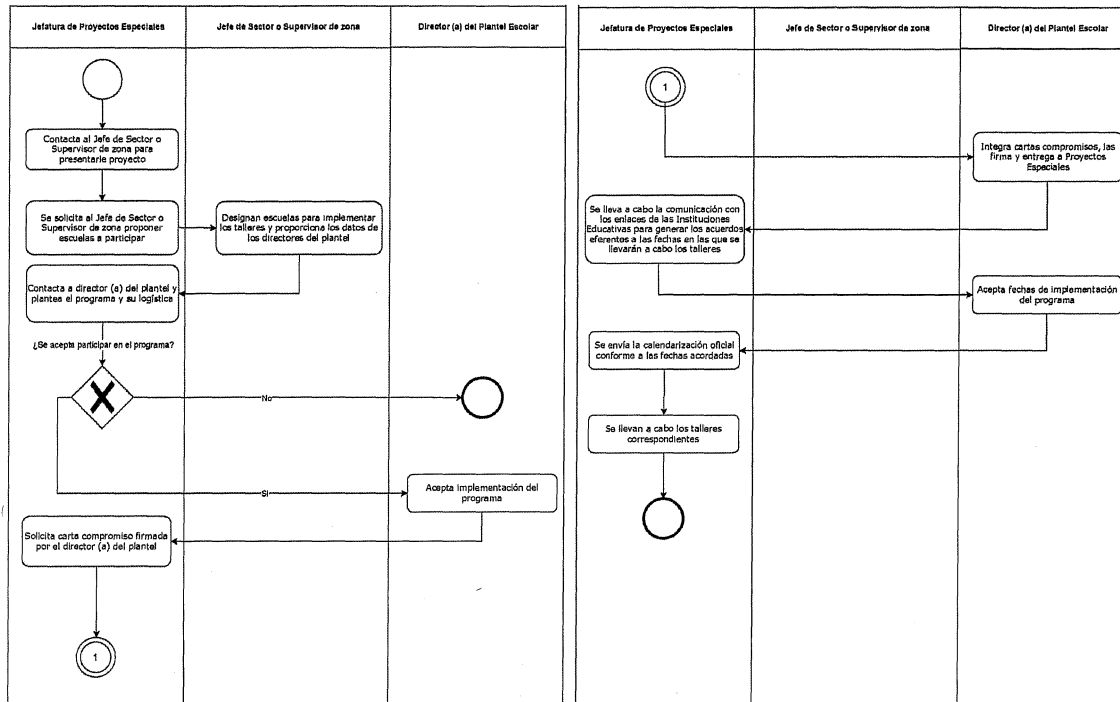 Jefatura de Proyectos Especiales
Jefe de Sector o Supervisor de zona
Director (a) del Plantel Escolar
Contacta al Jefe de Sector o
Supervisor de zona para
presentarle proyecto
Se solicita al Jefe de Sector o
Supervisor de zona proponer
escuelas a participar
Designan escuelas para implementar
los talleres y proporciona los datos de
los directores del plantel
Contacta a director (a) del plantel y
plantea el programa y su logística
¿Se acepta participar en el programa?
No
Si
Acepta implementación del
programa
Solicita carta compromiso firmada
por el director (a) del plantel
1
Jefatura de Proyectos Especiales
Jefe de Sector o Supervisor de zona
Director (a) del Plantel Escolar
1
Integra cartas compromisos, las
firma y entrega a Proyectos
Especiales
Se lleva a cabo la comunicación con
los enlaces de las Instituciones
Educativas para generar los acuerdos
eferentes a las fechas en las que se
llevarán a cabo los talleres
Acepta fechas de implementación
del programa
Se envía la calendarización oficial
conforme a las fechas acordadas
Se llevan a cabo los talleres
correspondientes